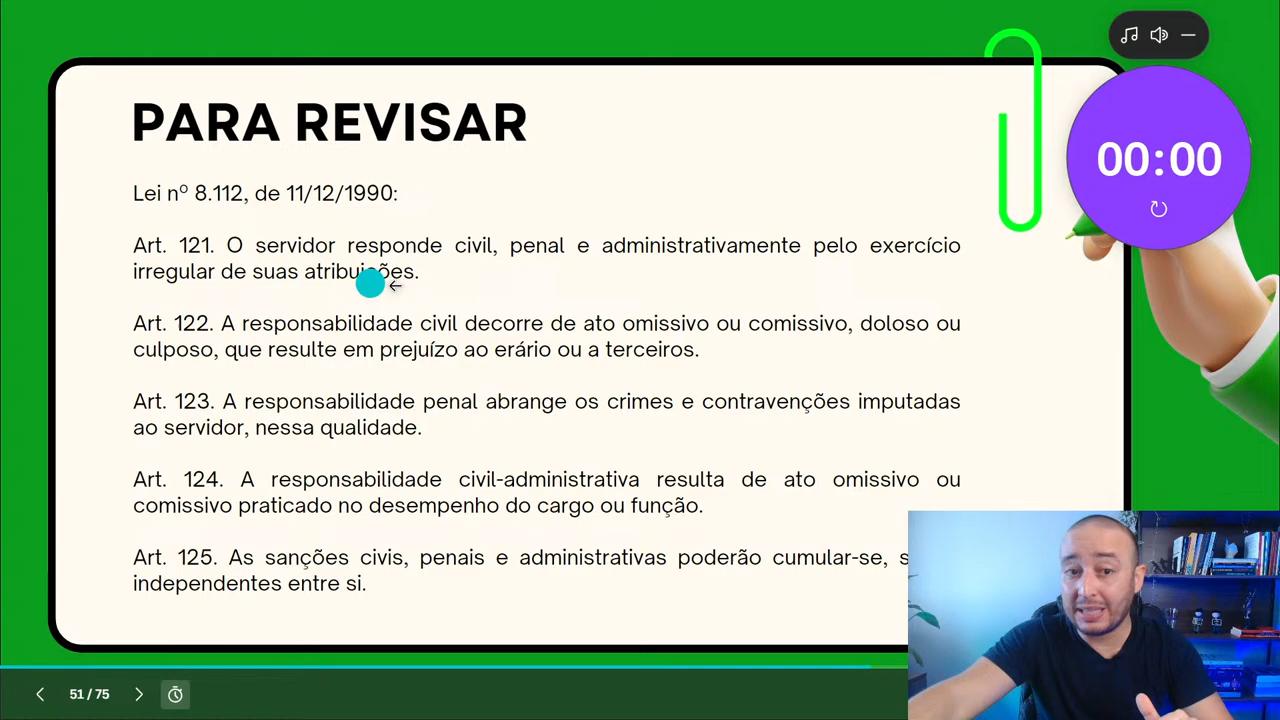 PARA REVISAR
00:00
Lei nº 8.112, de 11/12/1990:
Art. 121. O servidor responde civil, penal e administrativamente pelo exercício
irregular de suas atribuições.
Art. 122. A responsabilidade civil decorre de ato omissivo ou comissivo, doloso ou
culposo, que resulte em prejuízo ao erário ou a terceiros.
Art. 123. A responsabilidade penal abrange os crimes e contravenções imputadas
ao servidor, nessa qualidade.
Art. 124. A responsabilidade civil-administrativa resulta de ato omissivo ou
comissivo praticado no desempenho do cargo ou função.
Art. 125. As sanções civis, penais e administrativas poderão cumular-se,
independentes entre si.
51 / 75